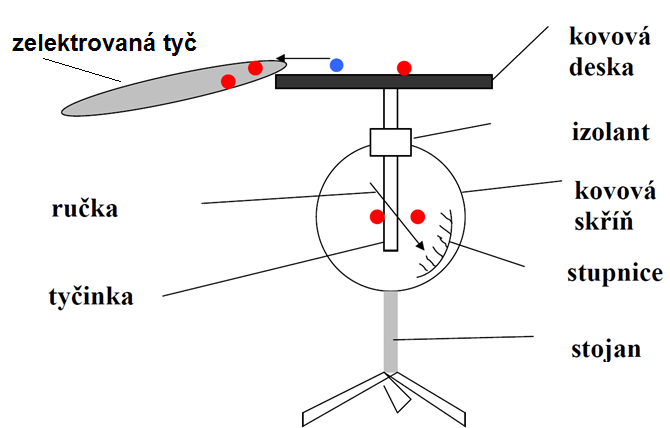 zelektrovaná tyč
kovová
deska
izolant
kovová
skříň
ručka
stupnice
tyčinka
stojan